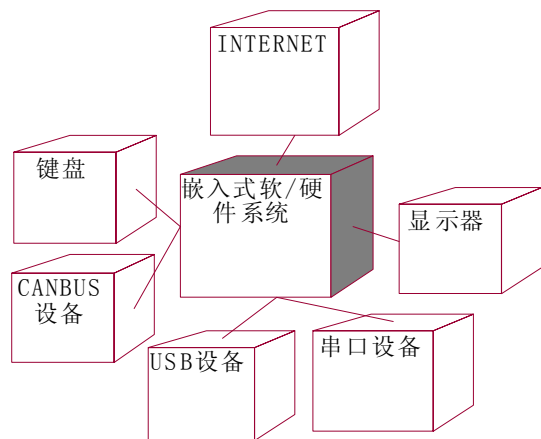 INTERNET
键盘
嵌入式软/硬
件系统
显示器
CANBUS
设备
USB设备
串口设备